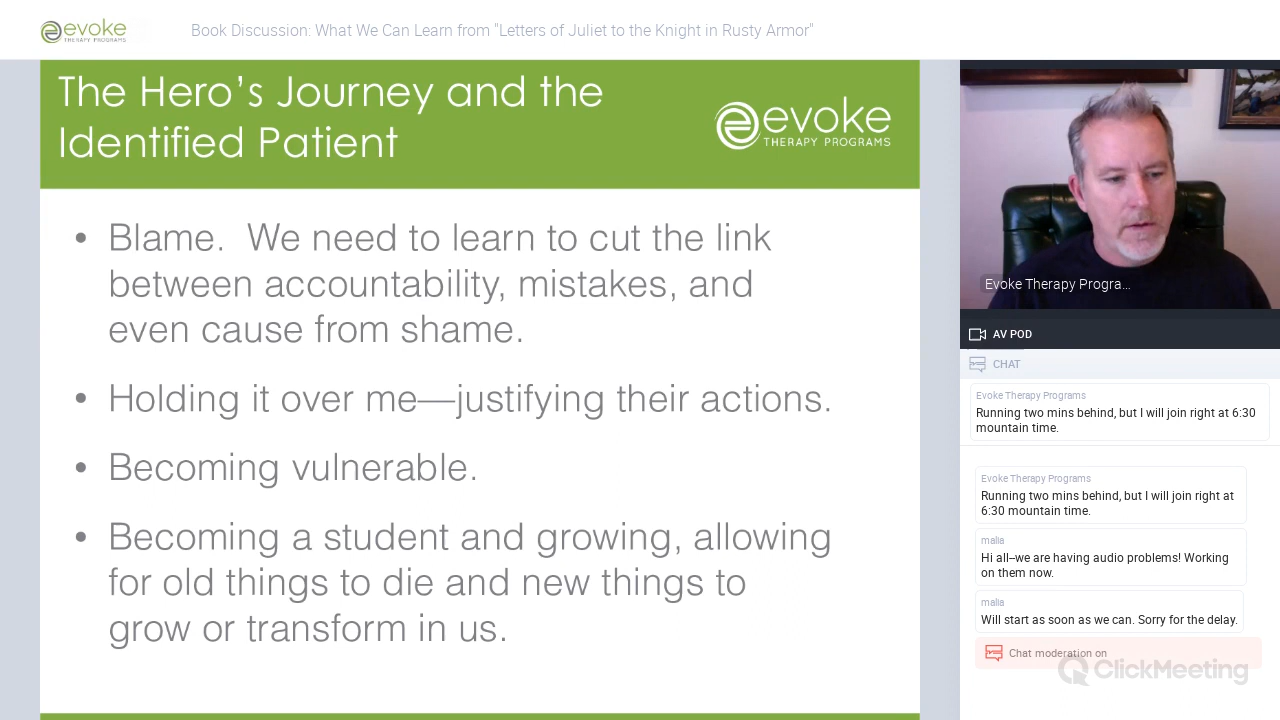 evoke
THERAPY PROGRAMS
Book Discussion: What We Can Learn from "Letters of Juliet to the Knight in Rusty Armor"
The Hero's Journey and the
Identified Patient
evoke
THERAPY PROGRAMS
• Blame.  We need to learn to cut the link
between accountability, mistakes, and
even cause from shame.
• Holding it over me—justifying their actions.
• Becoming vulnerable.
• Becoming a student and growing, allowing
for old things to die and new things to
grow or transform in us.
Evoke Therapy Progra...
AV POD
CHAT
Evoke Therapy Programs
Running two mins behind, but I will join right at 6:30
mountain time.
Evoke Therapy Programs
Running two mins behind, but I will join right at
6:30 mountain time.
malia
Hi all--we are having audio problems! Working
on them now.
malia
Will start as soon as we can. Sorry for the delay.
Chat moderation on
ClickMeeting